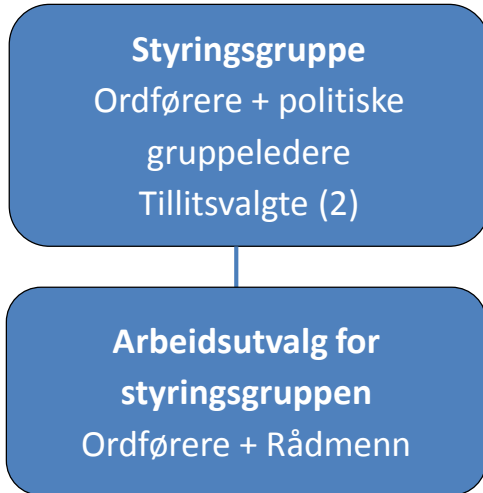 Styringsgruppe
Ordførere + politiske
gruppeledere
Tillitsvalgte (2)
Arbeidsutvalg for
styringsgruppen
Ordførere + Rådmenn